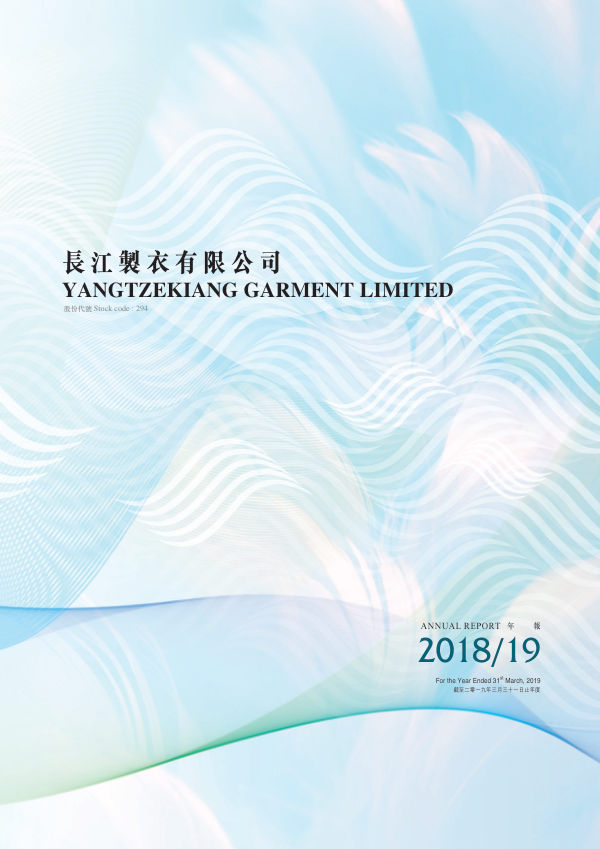 長江製衣有限公司
YANGTZEKIANG GARMENT LIMITED
股份代號 Stock code : 294
ANNUAL REPORT 年 報
2018/19
For the Year Ended 31st March, 2019
截至二零一九年三月三十一日止年度